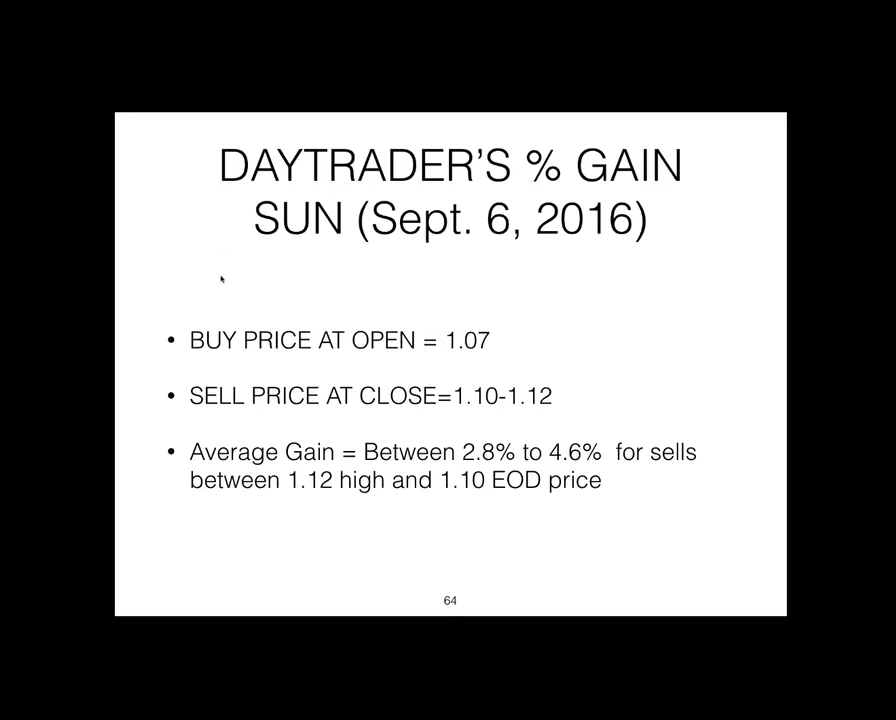 DAYTRADER’S % GAIN
SUN (Sept. 6, 2016)
• BUY PRICE AT OPEN = 1.07
• SELL PRICE AT CLOSE=1.10-1.12
• Average Gain = Between 2.8% to 4.6%  for sells
between 1.12 high and 1.10 EOD price
64